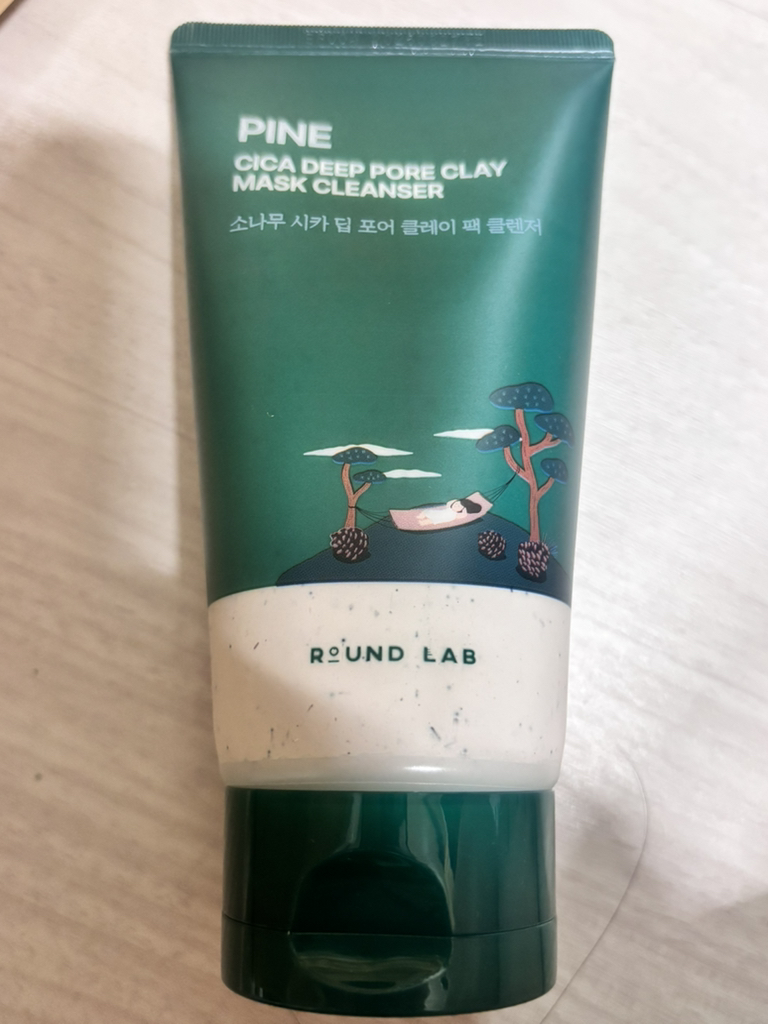 PINE
CICA DEEP PORE CLAY
MASK CLEANSER
소나무 시카 딥 포어 클레이 팩 클렌저
ROUND LAB